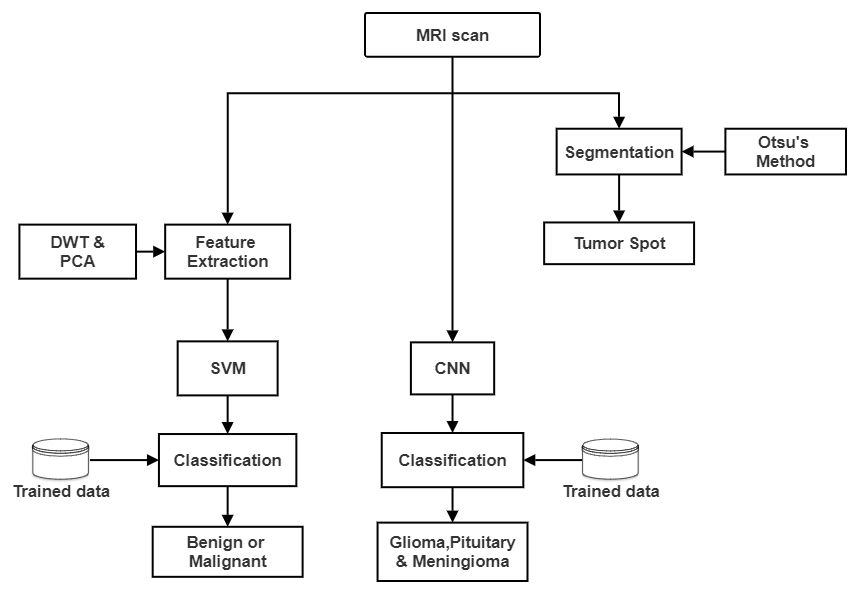 MRI scan
Segmentation
Otsu's
Method
Tumor Spot
DWT &
PCA
Feature
Extraction
SVM
CNN
Classification
Trained data
Classification
Trained data
Benign or
Malignant
Glioma,Pituitary
& Meningioma